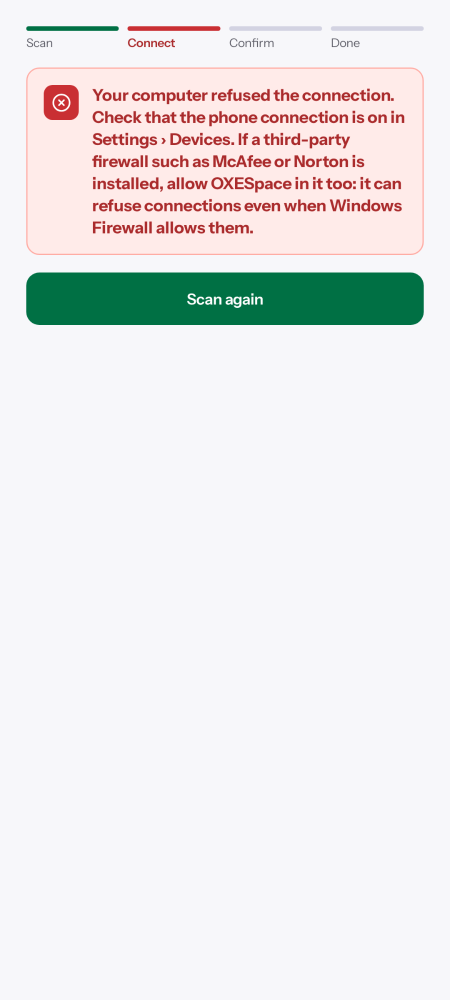 Scan Connect Confirm Done
Your computer refused the connection.
Check that the phone connection is on in
Settings › Devices. If a third-party
firewall such as McAfee or Norton is
installed, allow OXESpace in it too: it can
refuse connections even when Windows
Firewall allows them.
Scan again